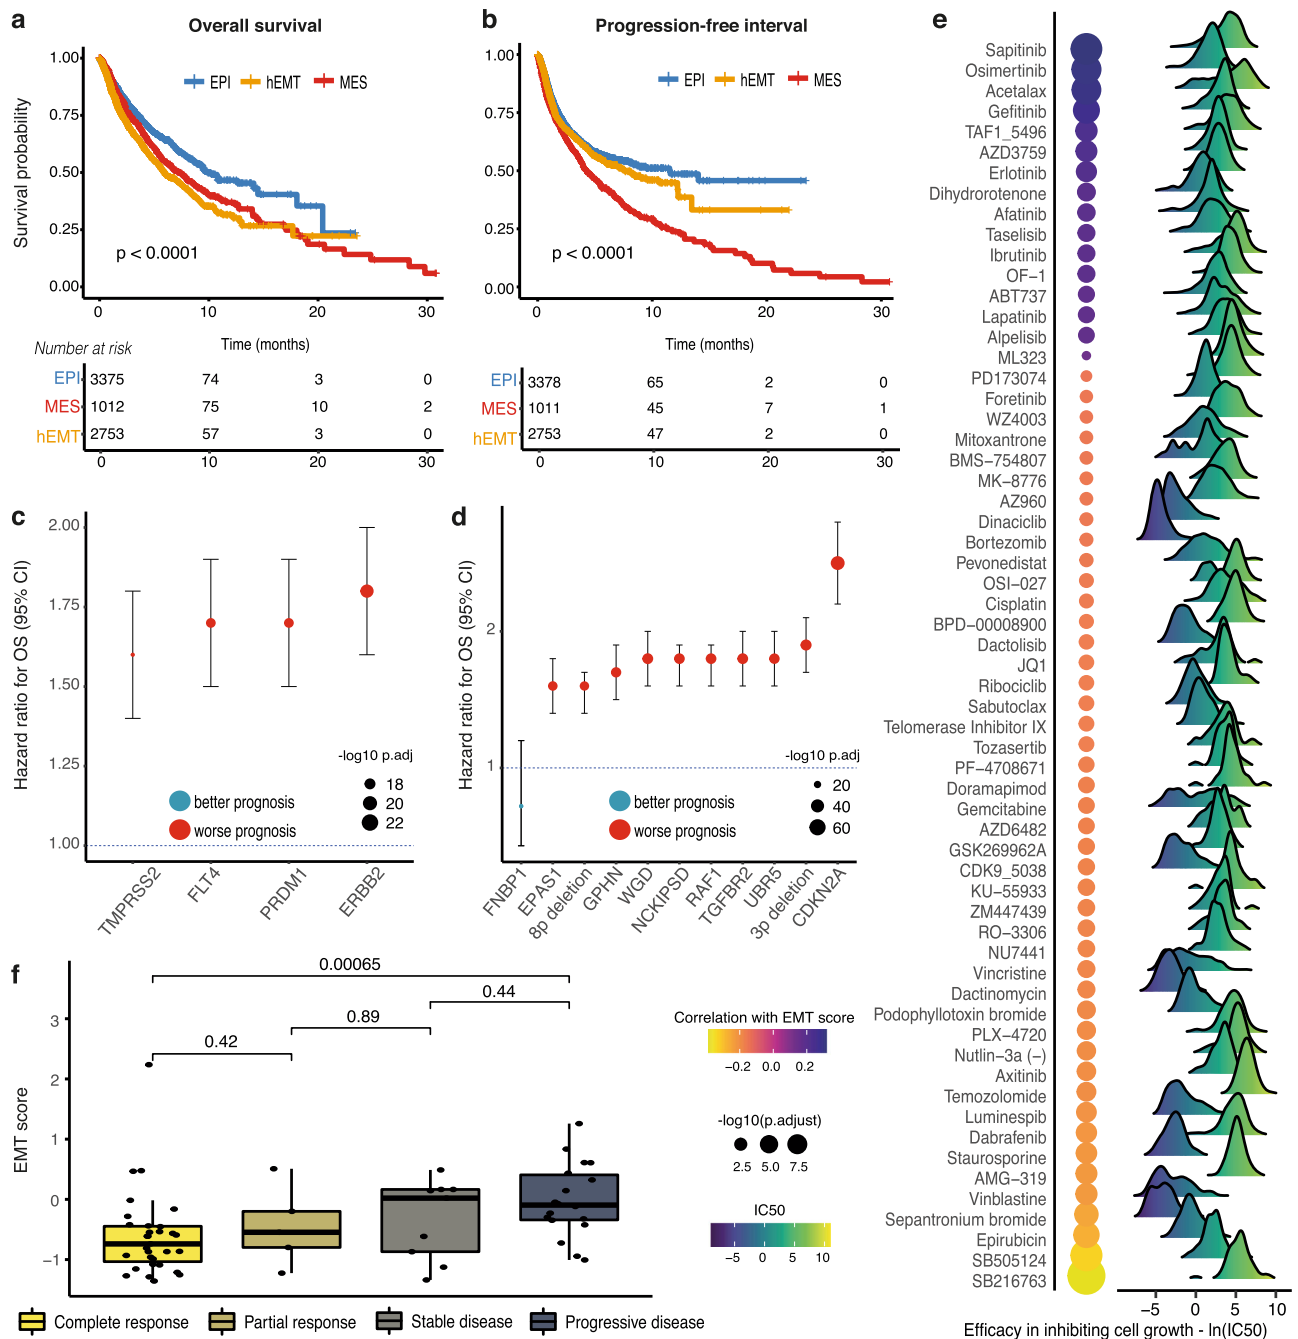 a
Overall survival
1.00
0.75
0.50
0.25
0.00
Survival probability
EPI hEMT MES
p < 0.0001
0 10 20 30
Time (months)
Number at risk
EPI 3375 74 3 0
MES 1012 75 10 2
hEMT 2753 57 3 0
0 10 20 30
b
Progression-free interval
1.00
0.75
0.50
0.25
0.00
EPI hEMT MES
p < 0.0001
0 10 20 30
Time (months)
EPI 3378 65 2 0
MES 1011 45 7 1
hEMT 2753 47 2 0
0 10 20 30
c
Hazard ratio for OS (95% CI)
2.00
1.75
1.50
1.25
1.00
-log10 p.adj
18
20
22
better prognosis
worse prognosis
TMPRSS2
FLT4
PRDM1
ERBB2
d
Hazard ratio for OS (95% CI)
2
1
-log10 p.adj
20
40
60
better prognosis
worse prognosis
FNBP1
EPAS1
8p deletion
GPHN
WGD
NCKIPSD
RAF1
TGFBR2
UBR5
3p deletion
CDKN2A
e
Sapitinib
Osimertinib
Acetalax
Gefitinib
TAF1_5496
AZD3759
Erlotinib
Dihydrorotenone
Afatinib
Taselisib
Ibrutinib
OF−1
ABT737
Lapatinib
Alpelisib
ML323
PD173074
Foretinib
WZ4003
Mitoxantrone
BMS−754807
MK−8776
AZ960
Dinaciclib
Bortezomib
Pevonedistat
OSI−027
Cisplatin
BPD−00008900
Dactolisib
JQ1
Ribociclib
Sabutoclax
Telomerase Inhibitor IX
Tozasertib
PF−4708671
Doramapimod
Gemcitabine
AZD6482
GSK269962A
CDK9_5038
KU−55933
ZM447439
RO−3306
NU7441
Vincristine
Dactinomycin
Podophyllotoxin bromide
PLX−4720
Nutlin−3a (−)
Axitinib
Temozolomide
Luminespib
Dabrafenib
Staurosporine
AMG−319
Vinblastine
Sepantronium bromide
Epirubicin
SB505124
SB216763
−5 0 5 10
Efficacy in inhibiting cell growth - ln(IC50)
f
EMT score
3
2
1
0
−1
0.00065
0.44
0.89
0.42
Correlation with EMT score
−0.2 0.0 0.2
-log10(p.adjust)
2.5 5.0 7.5
IC50
−5 0 5 10
Complete response Partial response Stable disease Progressive disease